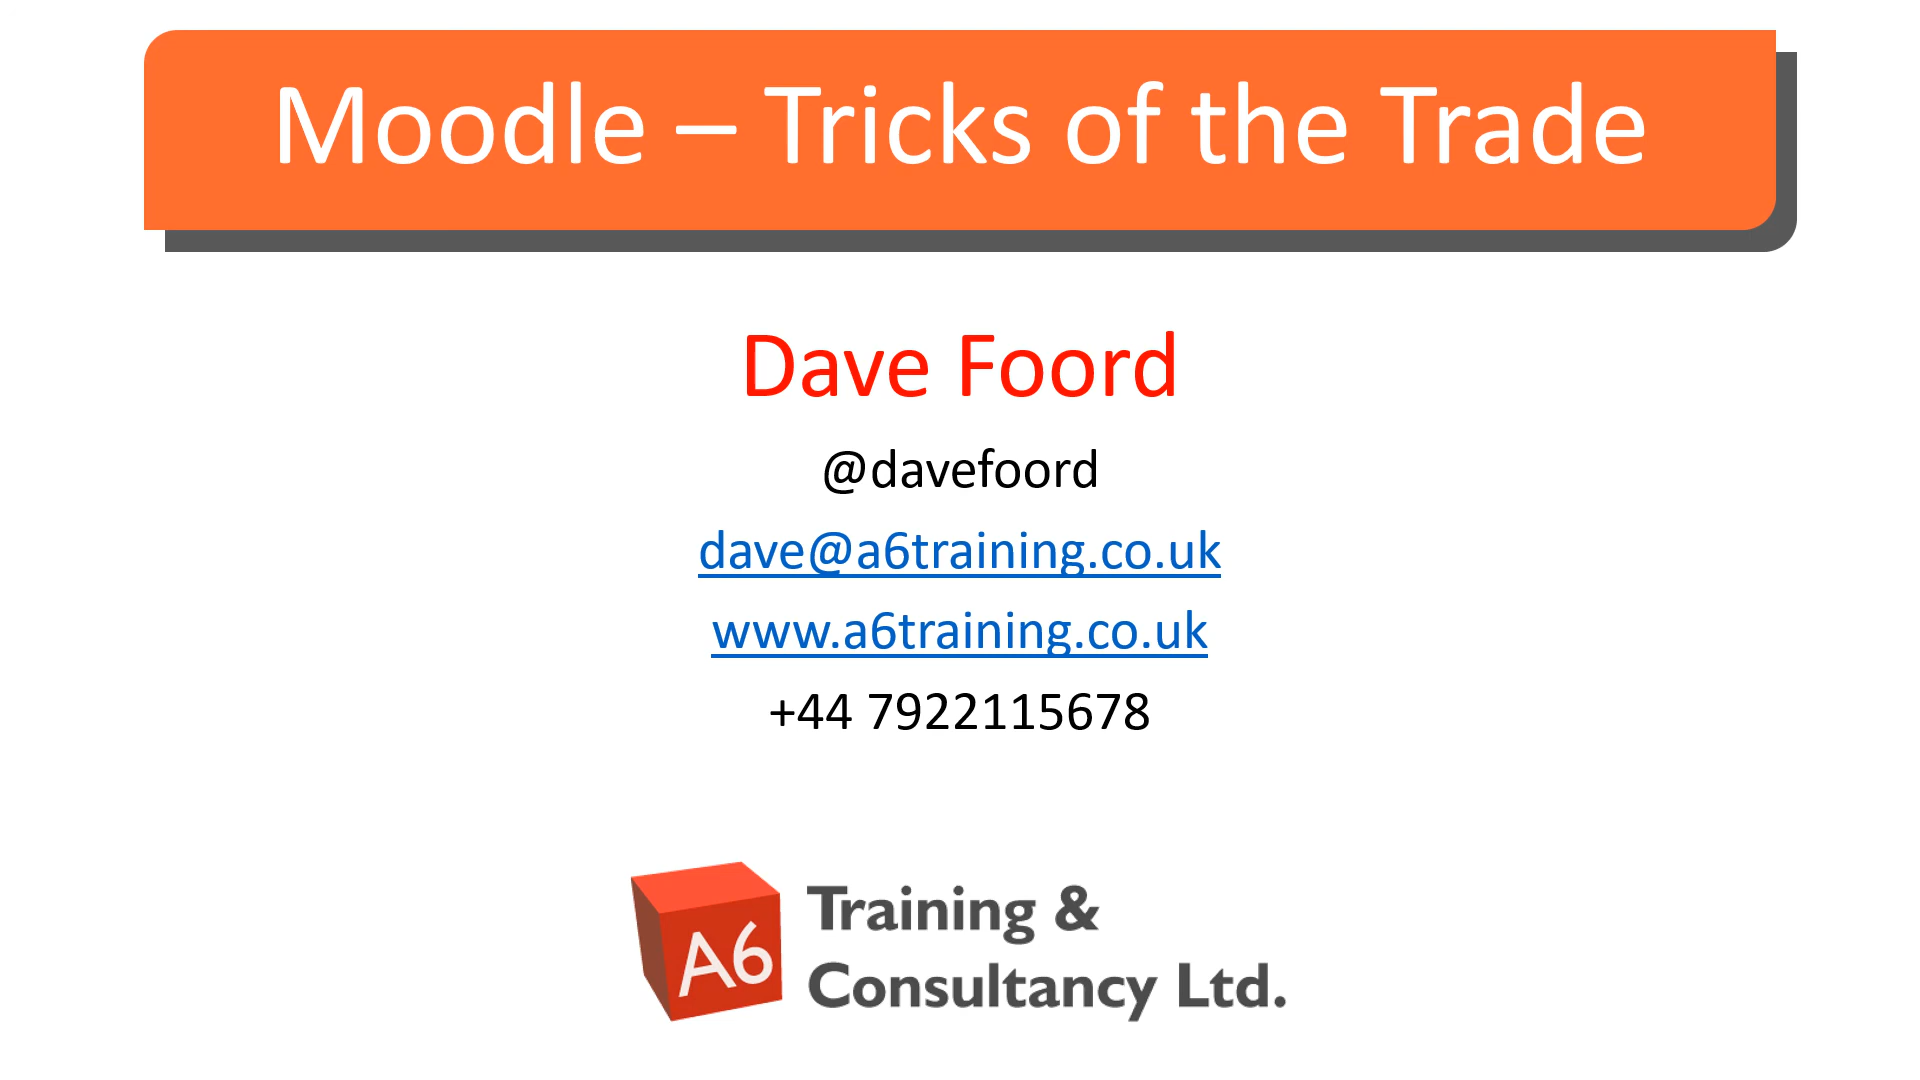 Moodle – Tricks of the Trade
Dave Foord
@davefoord
dave@a6training.co.uk
www.a6training.co.uk
+44 7922115678
A6
Training &
Consultancy Ltd.